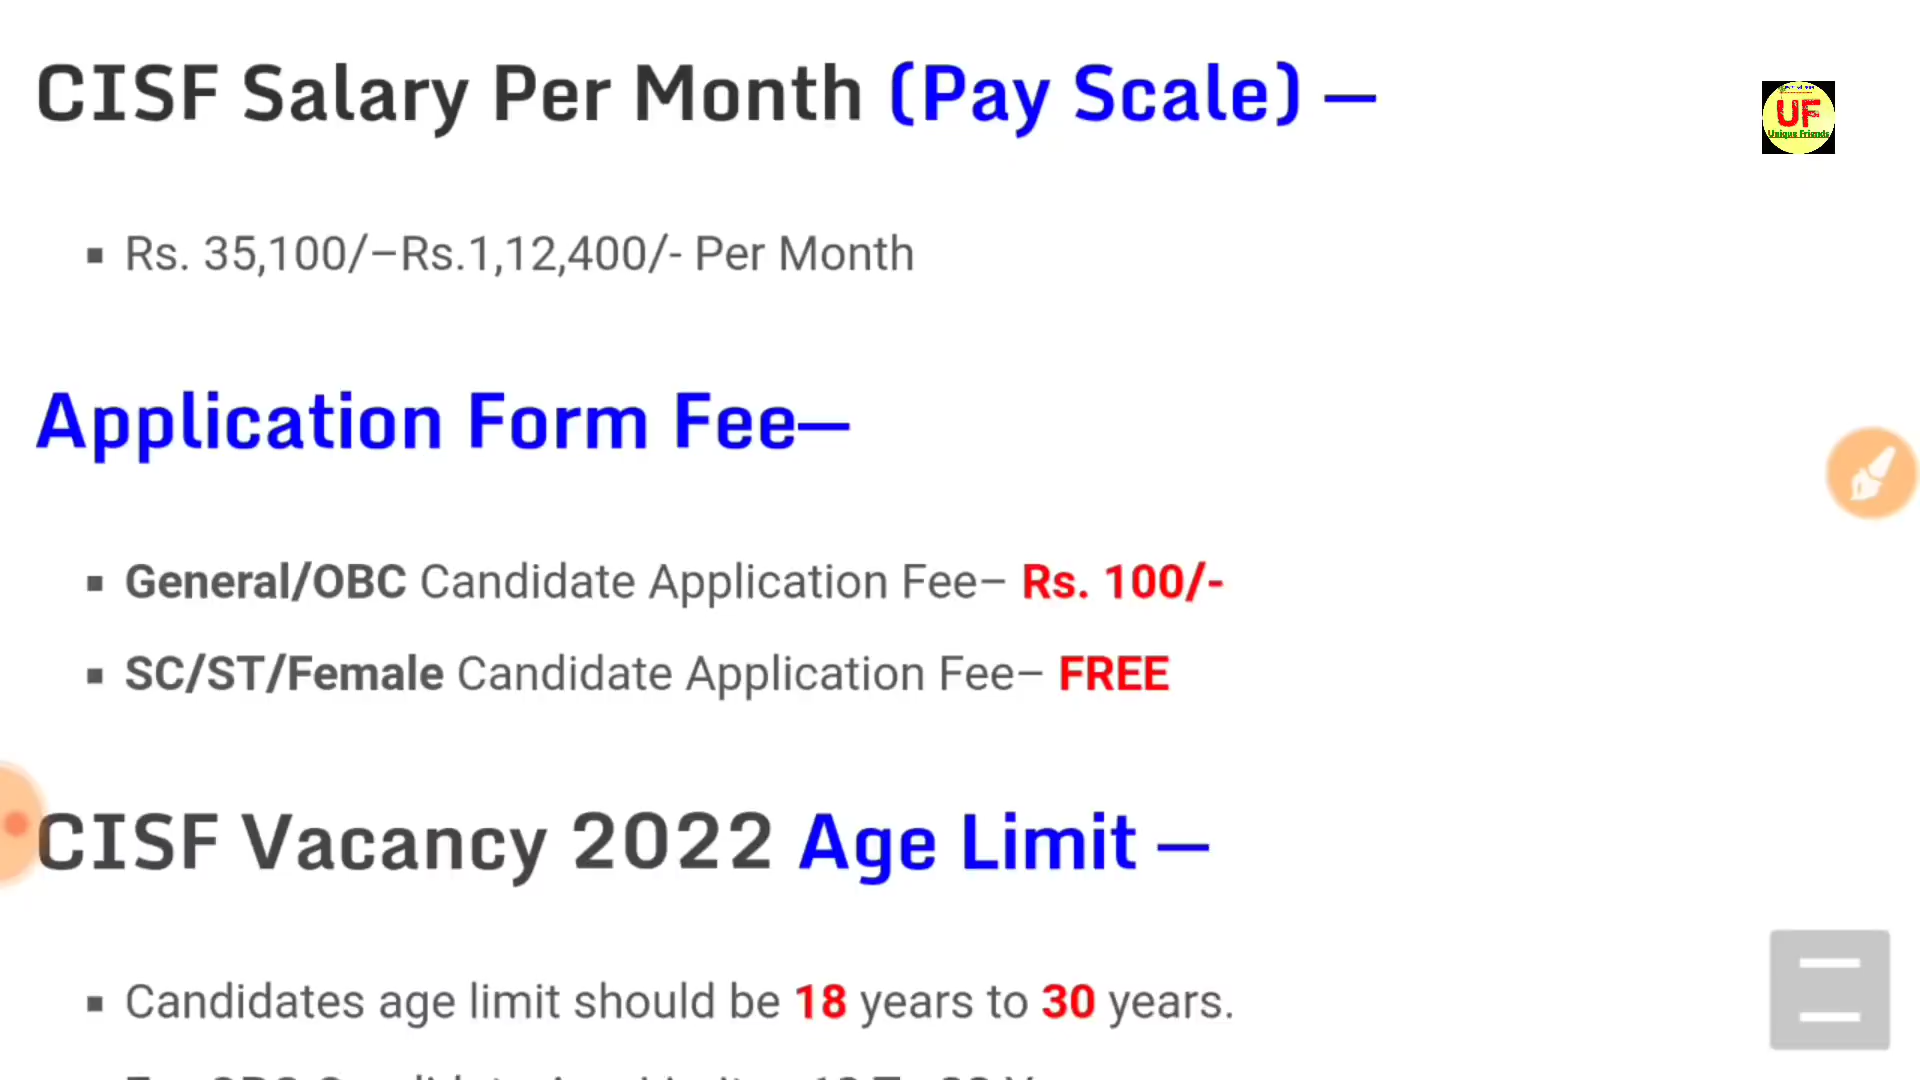 CISF Salary Per Month (Pay Scale) —
UF
Unique Friends
▪ Rs. 35,100/–Rs.1,12,400/- Per Month
Application Form Fee—
▪ General/OBC Candidate Application Fee– Rs. 100/-
▪ SC/ST/Female Candidate Application Fee– FREE
CISF Vacancy 2022 Age Limit —
▪ Candidates age limit should be 18 years to 30 years.